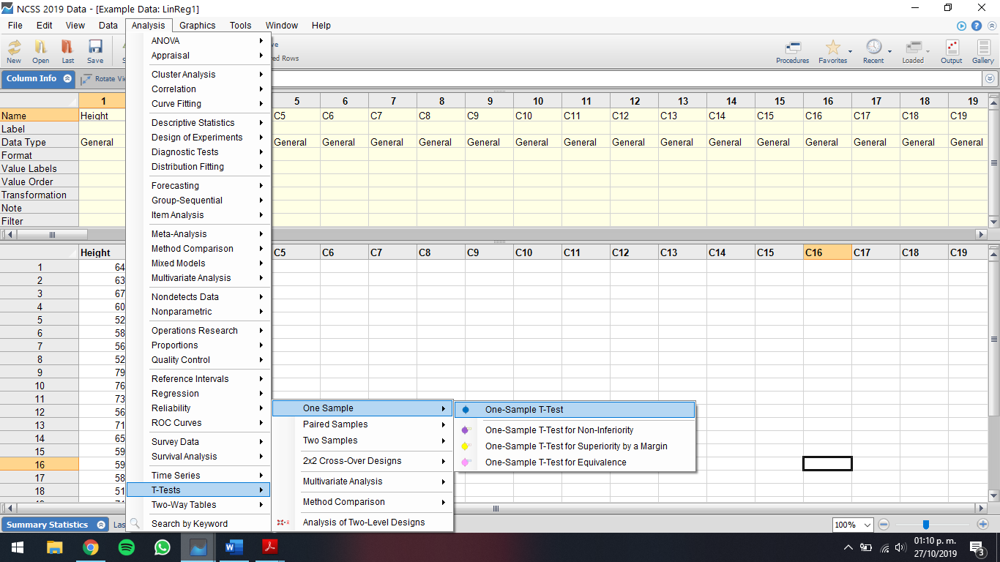 NCSS 2019 Data - [Example Data: LinReg1]
File Edit View Data Analysis Graphics Tools Window Help
New Open Last Save
Procedures Favorites Recent Loaded Output Gallery
ed Rows
Column Info Rotate Vi
1 5 6 7 8 9 10 11 12 13 14 15 16 17 18 19
Name Height C5 C6 C7 C8 C9 C10 C11 C12 C13 C14 C15 C16 C17 C18 C19
Label
Data Type General General General General General General General General General General General General General General General General
Format
Value Labels
Value Order
Transformation
Note
Filter
Height C5 C6 C7 C8 C9 C10 C11 C12 C13 C14 C15 C16 C17 C18 C19
1 64
2 63
3 67
4 60
5 52
6 58
7 56
8 52
9 79
10 76
11 73
12 56
13 71
14 65
15 59
16 59
17 58
18 51
ANOVA
Appraisal
Cluster Analysis
Correlation
Curve Fitting
Descriptive Statistics
Design of Experiments
Diagnostic Tests
Distribution Fitting
Forecasting
Group-Sequential
Item Analysis
Meta-Analysis
Method Comparison
Mixed Models
Multivariate Analysis
Nondetects Data
Nonparametric
Operations Research
Proportions
Quality Control
Reference Intervals
Regression
Reliability
ROC Curves
Survey Data
Survival Analysis
Time Series
T-Tests
Two-Way Tables
Search by Keyword
One Sample
Paired Samples
Two Samples
2x2 Cross-Over Designs
Multivariate Analysis
Method Comparison
Analysis of Two-Level Designs
One-Sample T-Test
One-Sample T-Test for Non-Inferiority
One-Sample T-Test for Superiority by a Margin
One-Sample T-Test for Equivalence
Summary Statistics Las
100%
01:10 p. m.
27/10/2019
3